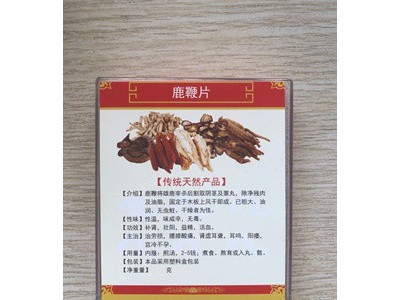 鹿鞭片
【传统天然产品】
【介绍】鹿鞭将雄鹿宰杀后割取阴茎及睾丸，除净残肉
及油脂，固定于木板上风干即成，已粗大、油
润、无虫蛀，干燥者为佳。
【性味】性温，味咸辛，无毒。
【功效】补肾，壮阳，益精，活血。
【主治】治劳损，腰膝酸痛，肾虚耳聋，耳鸣，阳痿，
宫冷不孕。
【用量】内服：煎汤，2-5钱；煮食，熬膏或入丸、散。
【包装】本品采用塑料盒包装
【净重量】 克